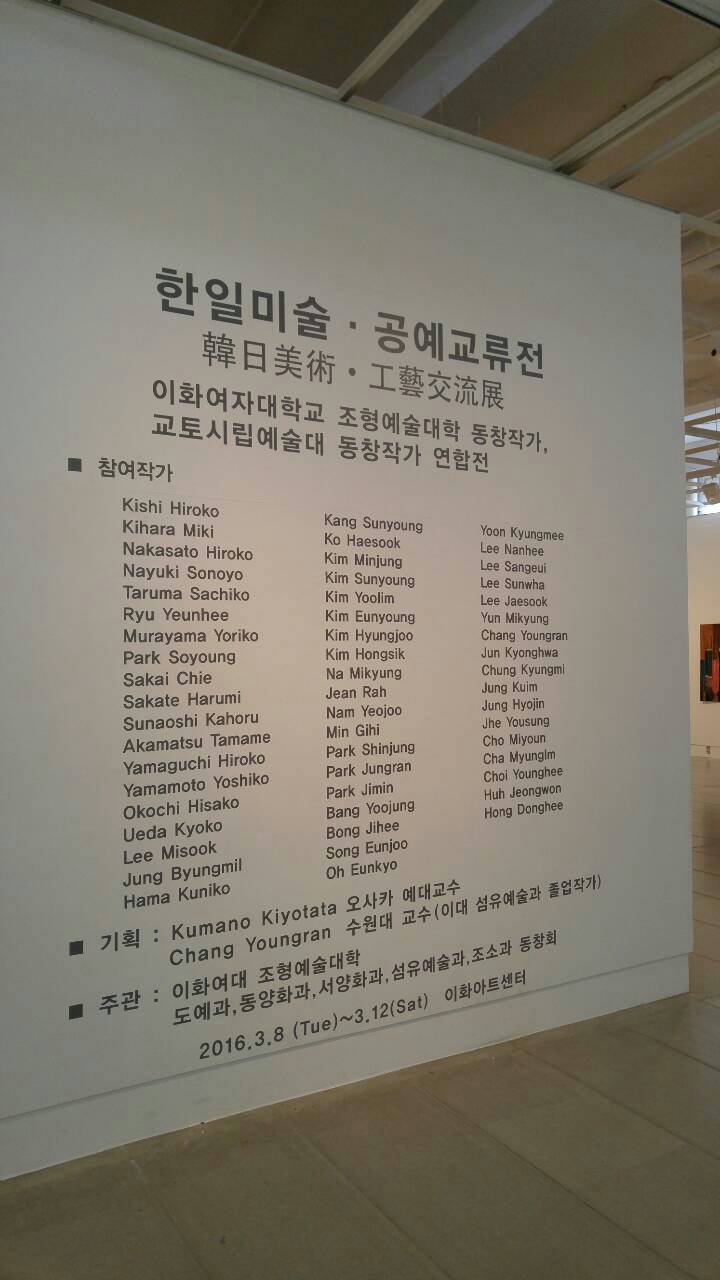 한일미술 · 공예교류전
韓日美術 · 工藝交流展
이화여자대학교 조형예술대학 동창작가,
교토시립예술대 동창작가 연합전
■ 참여작가
Kishi Hiroko
Kihara Miki
Nakasato Hiroko
Nayuki Sonoyo
Taruma Sachiko
Ryu Yeunhee
Murayama Yoriko
Park Soyoung
Sakai Chie
Sakate Harumi
Sunaoshi Kahoru
Akamatsu Tamame
Yamaguchi Hiroko
Yamamoto Yoshiko
Okochi Hisako
Ueda Kyoko
Lee Misook
Jung Byungmil
Hama Kuniko
Kang Sunyoung
Ko Haesook
Kim Minjung
Kim Sunyoung
Kim Yoolim
Kim Eunyoung
Kim Hyungjoo
Kim Hongsik
Na Mikyung
Jean Rah
Nam Yeojoo
Min Gihi
Park Shinjung
Park Jungran
Park Jimin
Bang Yoojung
Bong Jihee
Song Eunjoo
Oh Eunkyo
Yoon Kyungmee
Lee Nanhee
Lee Sangeui
Lee Sunwha
Lee Jaesook
Yun Mikyung
Chang Youngran
Jun Kyonghwa
Chung Kyungmi
Jung Kuim
Jung Hyojin
Jhe Yousung
Cho Miyoun
Cha Myunglm
Choi Younghee
Huh Jeongwon
Hong Donghee
■ 기획 : Kumano Kiyotata 오사카 예대교수
Chang Youngran 수원대 교수(이대 섬유예술과 졸업작가)
■ 주관 : 이화여대 조형예술대학
도예과,동양화과,서양화과,섬유예술과,조소과 동창회
2016.3.8 (Tue)~3.12(Sat) 이화아트센터